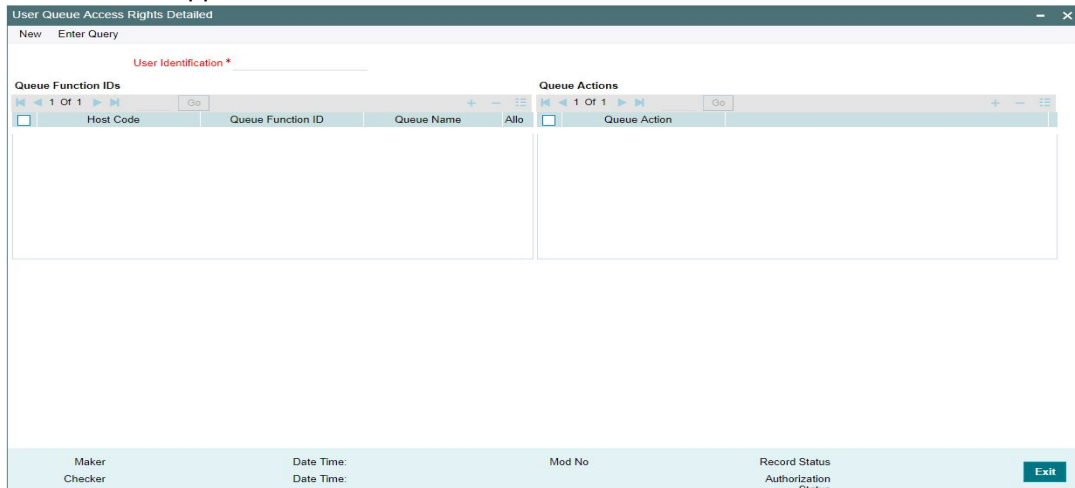 User Queue Access Rights Detailed
New Enter Query
User Identification *
Queue Function IDs
Queue Actions
1 Of 1 Go
1 Of 1 Go
Host Code Queue Function ID Queue Name Allo
Queue Action
Maker Date Time: Mod No Record Status
Checker Date Time: Authorization
Status
Exit